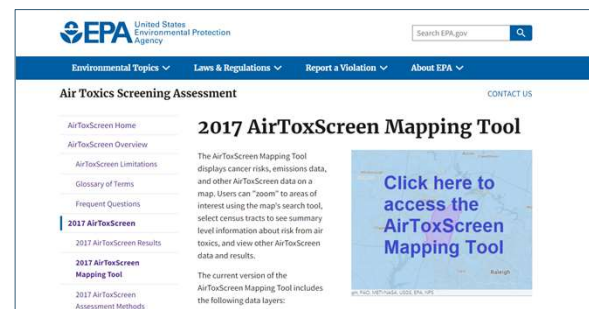 EPA United States
Environmental Protection
Agency
Search EPA.gov
Environmental Topics Laws & Regulations Report a Violation About EPA
Air Toxics Screening Assessment
CONTACT US
AirToxScreen Home
AirToxScreen Overview
AirToxScreen Limitations
Glossary of Terms
Frequent Questions
2017 AirToxScreen
2017 AirToxScreen Results
2017 AirToxScreen
Mapping Tool
2017 AirToxScreen
Assessment Methods
2017 AirToxScreen Mapping Tool
The AirToxScreen Mapping Tool
displays cancer risks, emissions data,
and other AirToxScreen data on a
map. Users can "zoom" to areas of
interest using the map's search tool,
select census tracts to see summary
level information about risk from air
toxics, and view other AirToxScreen
data and results.
The current version of the
AirToxScreen Mapping Tool includes
the following data layers:
Click here to
access the
AirToxScreen
Mapping Tool
Raleigh
FAO, METI/NASA, USGS, EPA, NPS